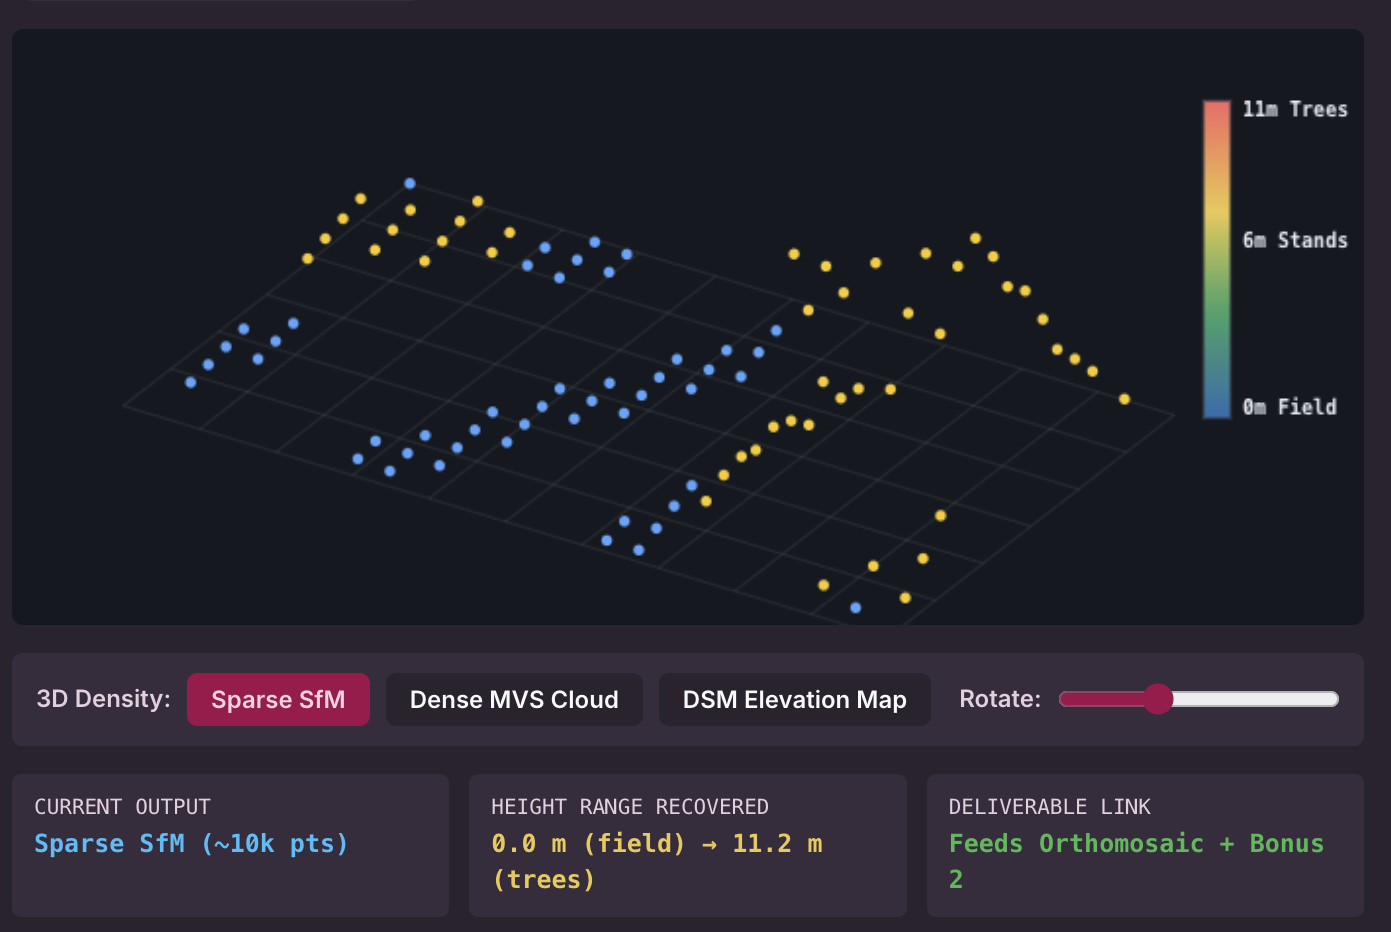 11m Trees
6m Stands
0m Field
3D Density:
Sparse SfM
Dense MVS Cloud
DSM Elevation Map
Rotate:
CURRENT OUTPUT
Sparse SfM (~10k pts)
HEIGHT RANGE RECOVERED
0.0 m (field) → 11.2 m
(trees)
DELIVERABLE LINK
Feeds Orthomosaic + Bonus
2